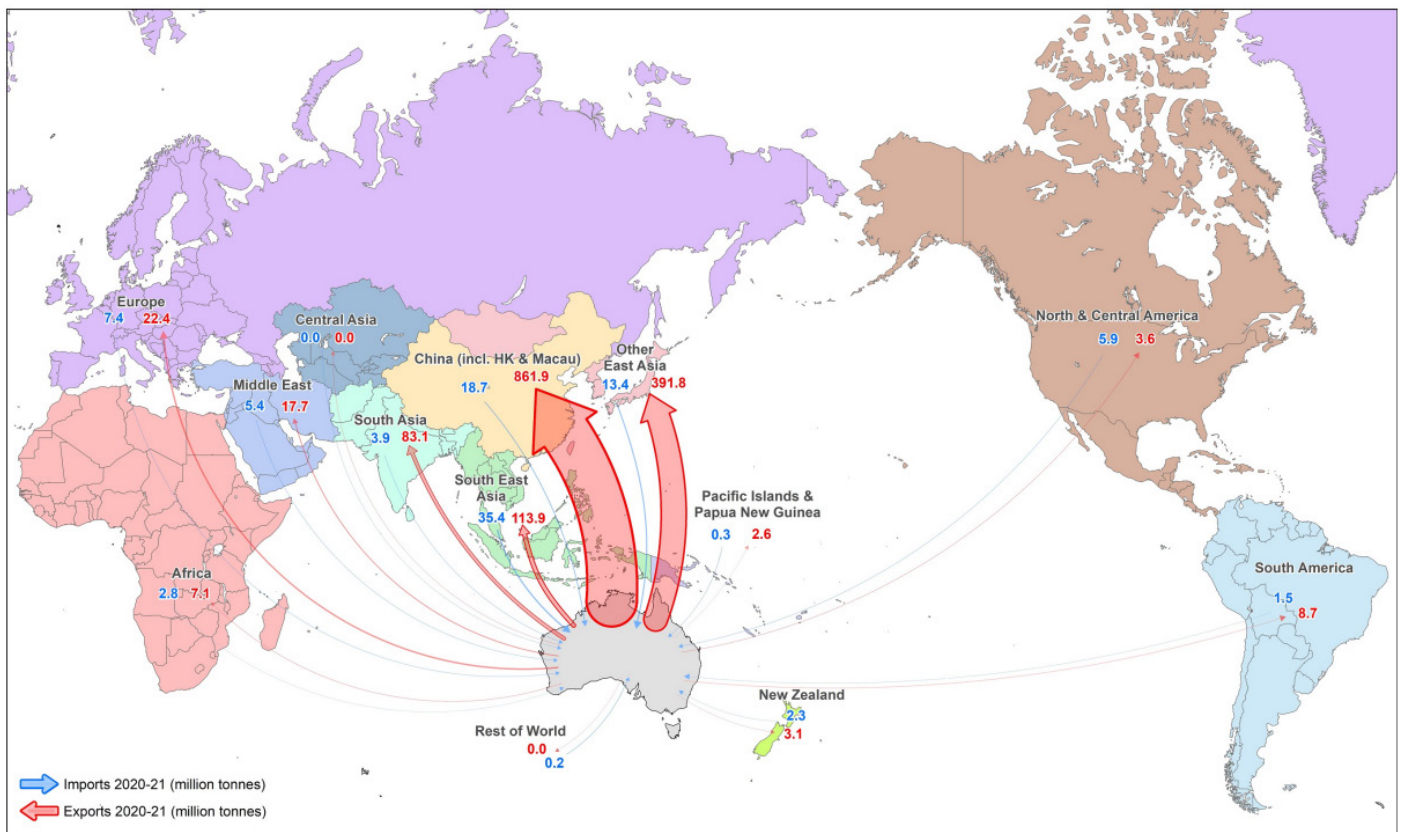 Europe
7.4 22.4
Central Asia
0.0 0.0
China (incl. HK & Macau)
18.7 861.9
Other
East Asia
13.4 391.8
North & Central America
5.9 3.6
Middle East
5.4 17.7
South Asia
3.9 83.1
South East
Asia
35.4 113.9
Pacific Islands &
Papua New Guinea
0.3 2.6
Africa
2.8 7.1
South America
1.5
8.7
New Zealand
2.3
3.1
Rest of World
0.0
0.2
Imports 2020-21 (million tonnes)
Exports 2020-21 (million tonnes)